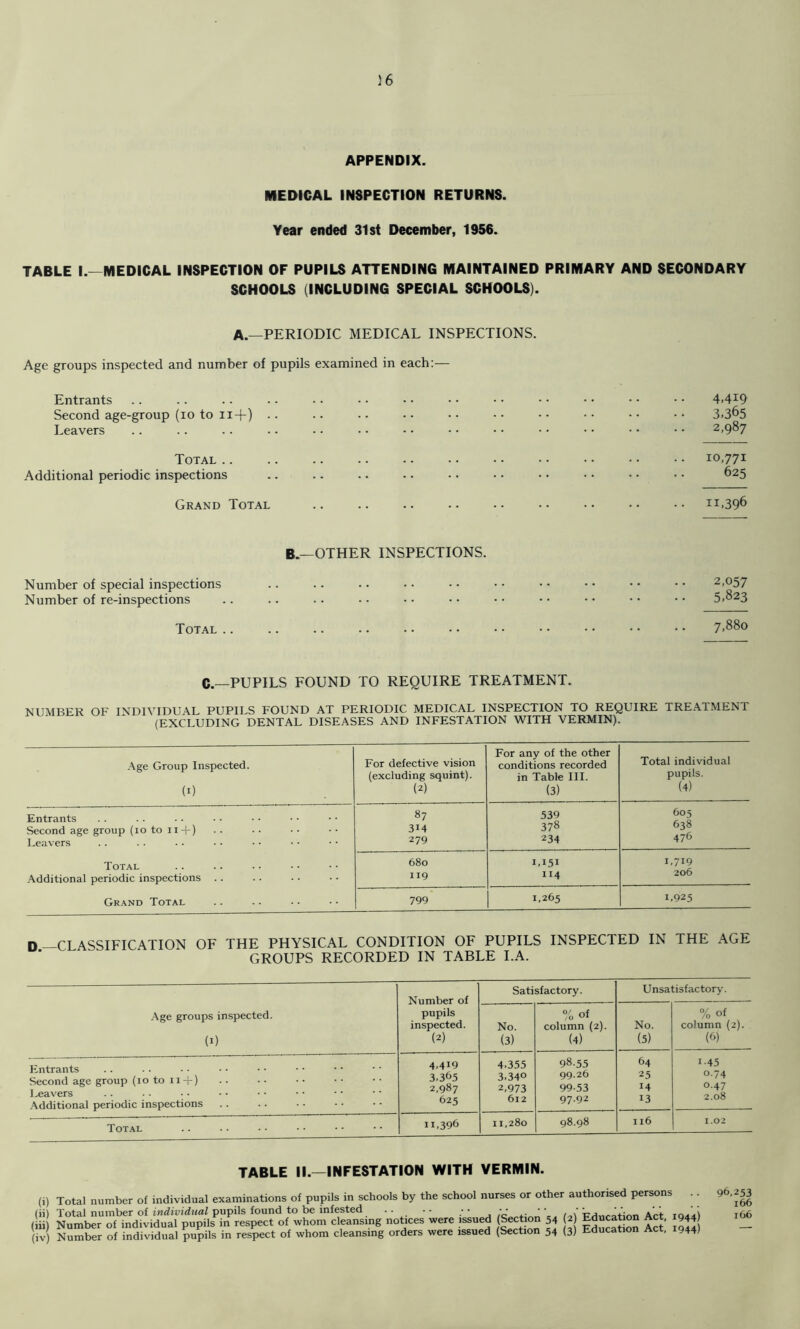 16
APPENDIX.
MEDICAL INSPECTION RETURNS.
Year ended 31st December, 1956.
TABLE I.—MEDICAL INSPECTION OF PUPILS ATTENDING MAINTAINED PRIMARY AND SECONDARY
SCHOOLS (INCLUDING SPECIAL SCHOOLS).
A.—PERIODIC MEDICAL INSPECTIONS.
Age groups inspected and number of pupils examined in each:—
Entrants .. .. .. .. .. .. .. .. .. .. .. .. .. 4,419
Second age-group (10 to 11+) .. .. .. .. .. .. .. .. .. .. 3,365
Leavers .. .. .. .. .. .. .. .. .. .. .. .. .. 2,987
TOTAL .. .. .. .. .. .. .. .. .. .. .. 10,771
Additional periodic inspections .. .. .. .. .. .. .. .. .. .. 625
GRAND TOTAL .. .. .. .. .. .. .. .. .. 11,396
B.—OTHER INSPECTIONS.
Number of special inspections .. .. .. .. .. .. .. .. .. .. 2,057
Number of re-inspections .. .. .. .. .. .. .. .. .. .. .. 5,823
TOTAL .. .. .. .. .. .. .. .. .. .. .. 7,880
C.—PUPILS FOUND TO REQUIRE TREATMENT.
NUMBER OF INDIVIDUAL PUPILS FOUND AT PERIODIC MEDICAL INSPECTION TO REQUIRE TREATMENT
(EXCLUDING DENTAL DISEASES AND INFESTATION WITH VERMIN).
Age Group Inspected. (1) | For defective vision (excluding squint). (2) | For any of the other conditions recorded in Table III. (3) | Total individual pupils. (4)
Entrants .. .. .. .. .. .. .. 87 539 605
Second age group (10 to 11+) .. .. .. .. 314 378 638
Leavers .. .. .. .. .. .. .. 279 234 476
TOTAL .. .. .. .. .. 680 1,151 1,719
Additional periodic inspections .. .. .. .. 119 114 206
GRAND TOTAL .. .. .. .. 799 1,265 1,925
D.—CLASSIFICATION OF THE PHYSICAL CONDITION OF PUPILS INSPECTED IN THE AGE
GROUPS RECORDED IN TABLE I.A.
Age groups inspected. (1) | Number of pupils inspected. (2) | Satisfactory. No. (3) | % of column (2). (4) | Unsatisfactory. No. (5) | % of column (2). (6)
Entrants .. .. .. .. .. .. .. 4,419 4,355 98.55 64 1.45
Second age group (10 to 11+) .. .. .. .. .. 3,365 3,340 99.26 25 0.74
Leavers .. .. .. .. .. .. .. 2,987 2,973 99.53 14 0.47
Additional periodic inspections .. .. .. .. .. 625 612 97.92 13 2.08
TOTAL .. .. .. .. .. .. 11,396 11,280 98.98 116 1.02
TABLE II.—INFESTATION WITH VERMIN.
(i) Total number of individual examinations of pupils in schools by the school nurses or other authorised persons .. 96,253
(ii) Total number of individual pupils found to be infested .. .. .. .. .. .. .. 166
(iii) Number of individual pupils in respect of whom cleansing notices were issued (Section 54 (2) Education Act, 1944) 166
(iv) Number of individual pupils in respect of whom cleansing orders were issued (Section 54 (3) Education Act, 1944) —